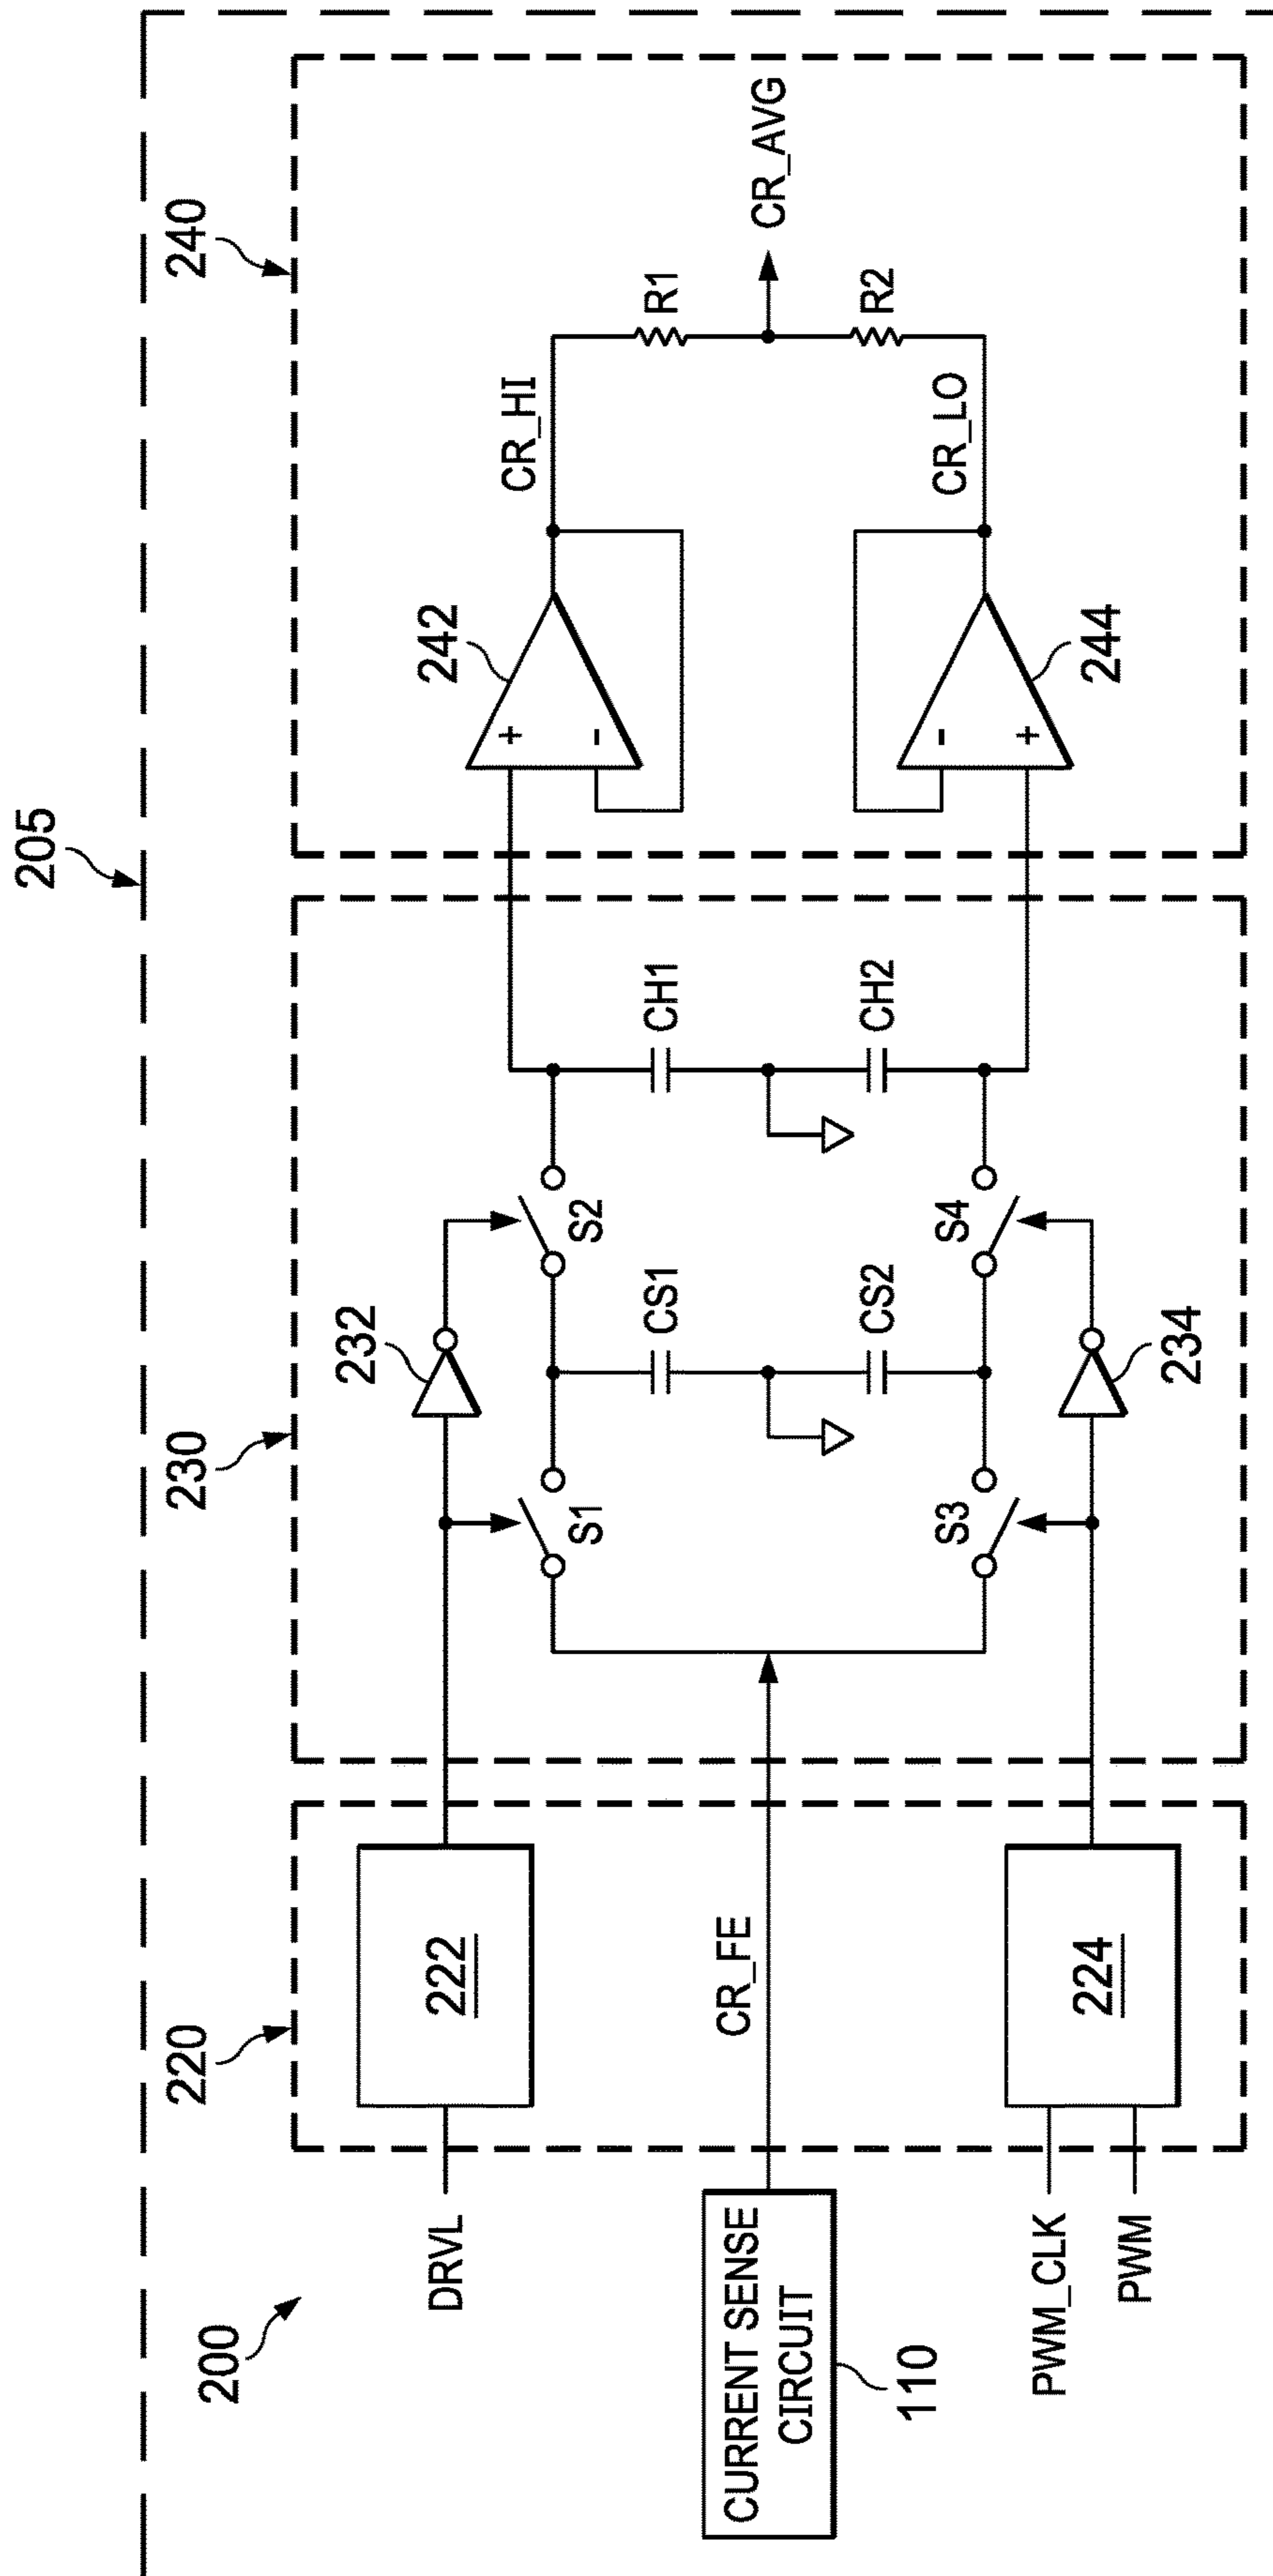 200
205
220
230
240
DRVL
222
232
S1
S2
CS1
CH1
242
+
-
CR_HI
R1
CURRENT SENSE
CIRCUIT
110
CR_FE
CR_AVG
PWM_CLK
PWM
224
234
S3
S4
CS2
CH2
244
-
+
CR_LO
R2